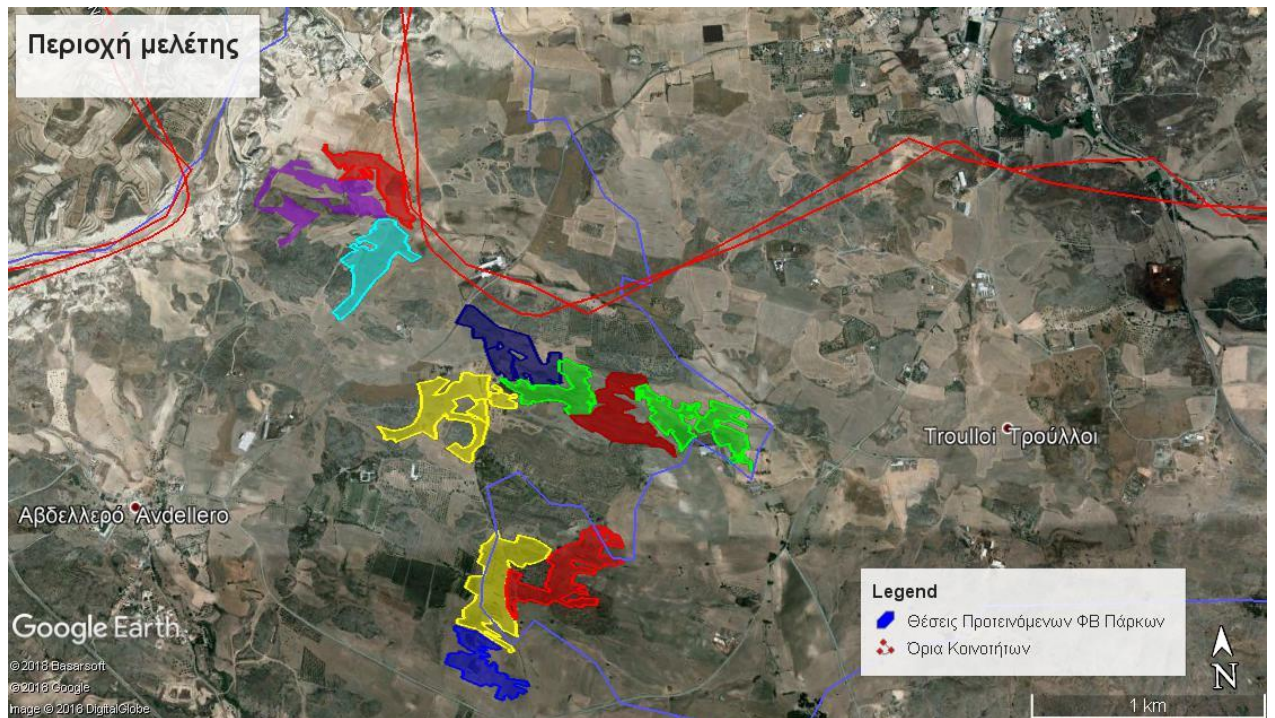 Περιοχή μελέτης
Troulloi Τρούλλοι
Αβδελλερό Avdellero
Legend
Θέσεις Προτεινόμενων ΦΒ Πάρκων
Όρια Κοινοτήτων
Google Earth
© 2018 Basarsoft
© 2018 Google
Image © 2018 DigitalGlobe
N
1 km